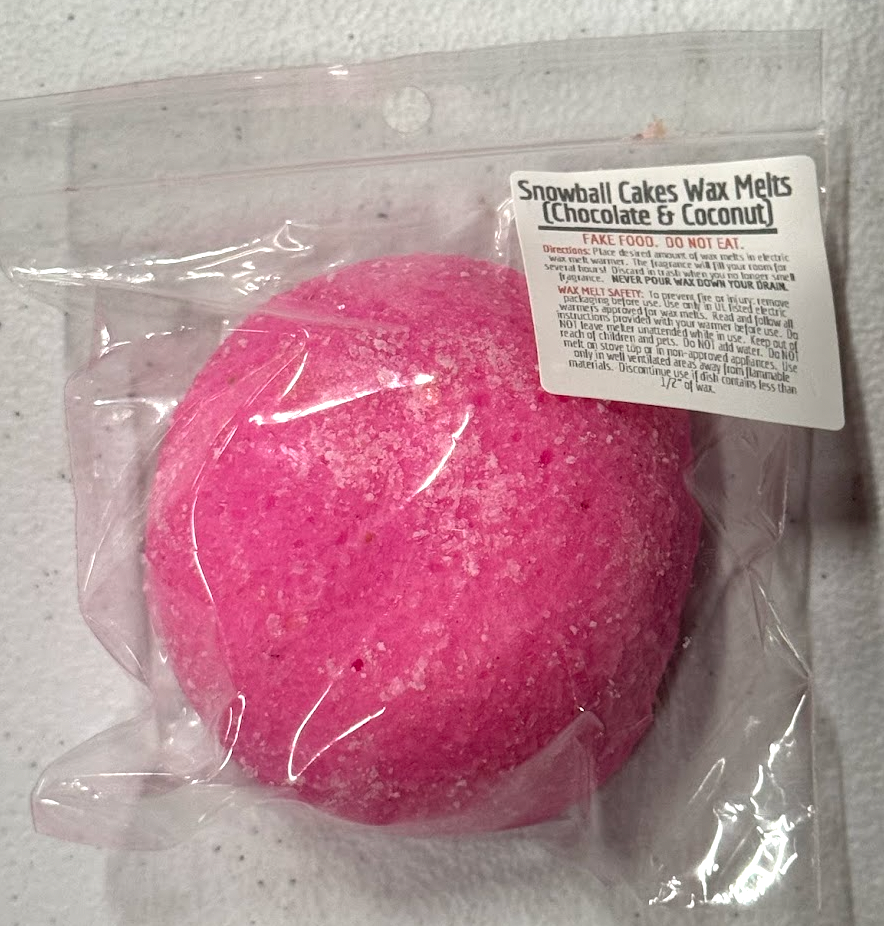 Snowball Cakes Wax Melts
(Chocolate & Coconut)
FAKE FOOD. DO NOT EAT.
Directions: Place desired amount of wax melts in electric
wax melt warmer. The fragrance will fill your room for
several hours! Discard in trash when you no longer smell
fragrance. NEVER POUR WAX DOWN YOUR DRAIN.
WAX MELT SAFETY: To prevent fire or injury: remove
packaging before use. Use only in UL listed electric
warmers approved for wax melts. Read and follow all
instructions provided with your warmer before use. Do
NOT leave melter unattended while in use. Keep out of
reach of children and pets. Do NOT add water. Do NOT
melt on stove top or in non-approved appliances. Use
only in well ventilated areas away from flammable
materials. Discontinue use if dish contains less than
1/2" of wax.